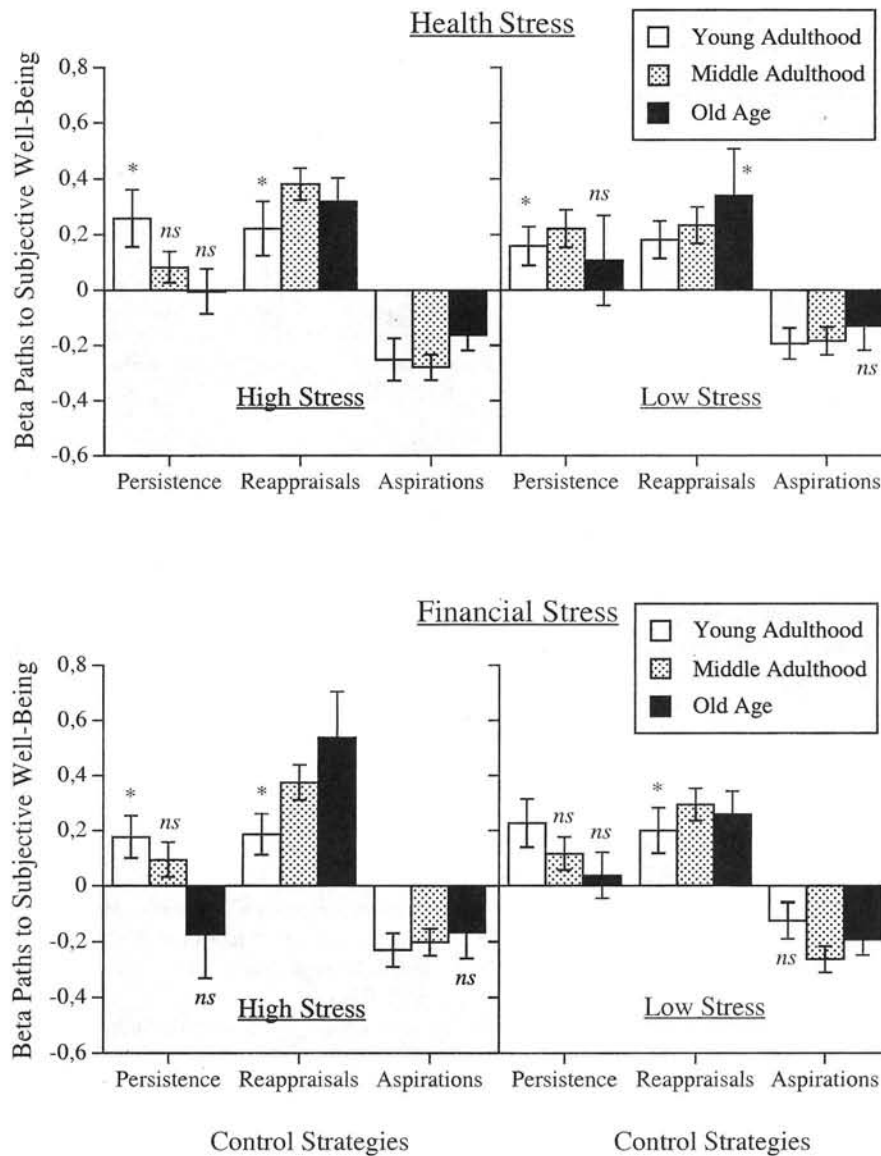 Health Stress
Young Adulthood
Middle Adulthood
Old Age
Beta Paths to Subjective Well-Being
0,8
0,6
0,4
0,2
0
-0,2
-0,4
-0,6
* ns ns * * ns *
ns
High Stress Low Stress
Persistence Reappraisals Aspirations Persistence Reappraisals Aspirations
Financial Stress
Young Adulthood
Middle Adulthood
Old Age
Beta Paths to Subjective Well-Being
0,8
0,6
0,4
0,2
0
-0,2
-0,4
-0,6
* ns * ns ns *
ns ns ns
High Stress Low Stress
Persistence Reappraisals Aspirations Persistence Reappraisals Aspirations
Control Strategies Control Strategies